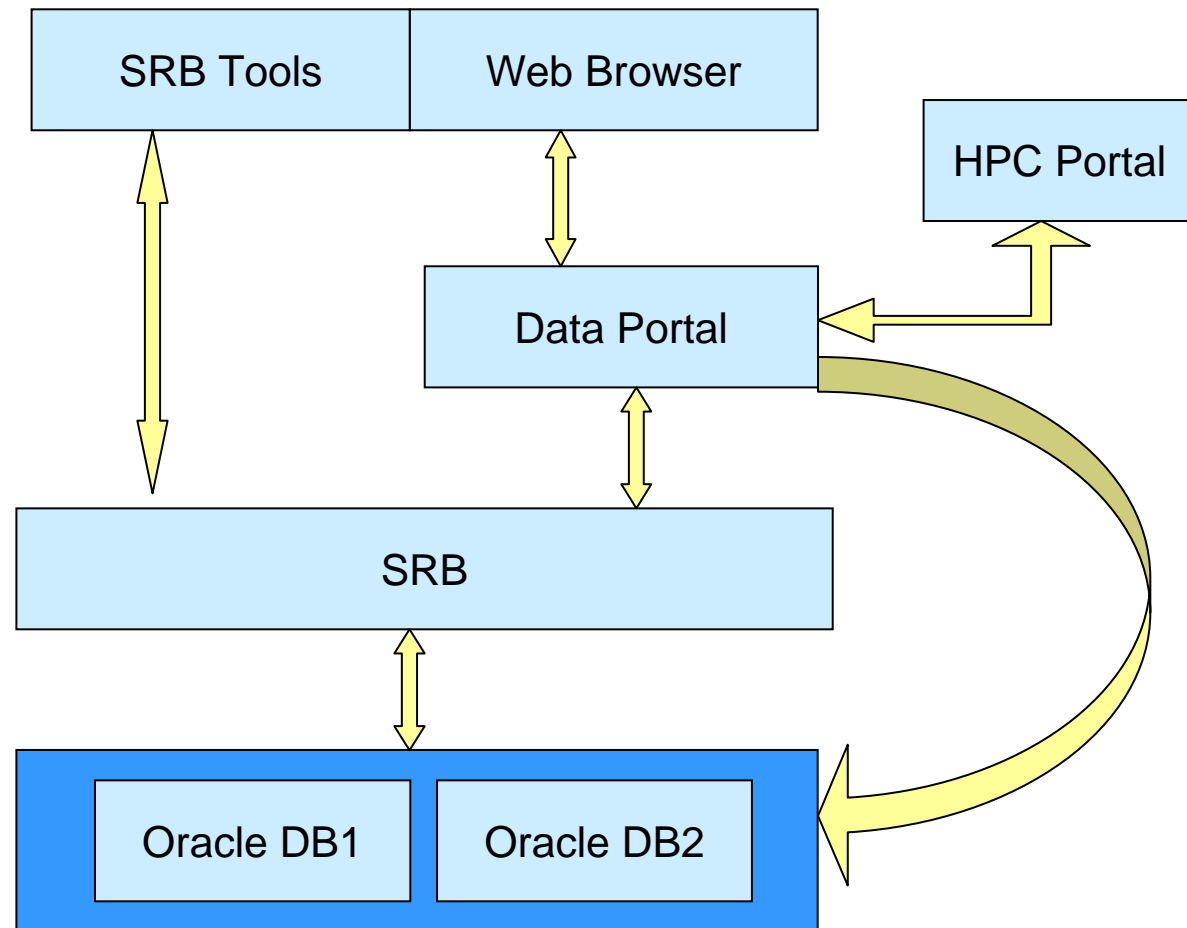 SRB Tools
Web Browser
HPC Portal
Data Portal
SRB
Oracle DB1
Oracle DB2